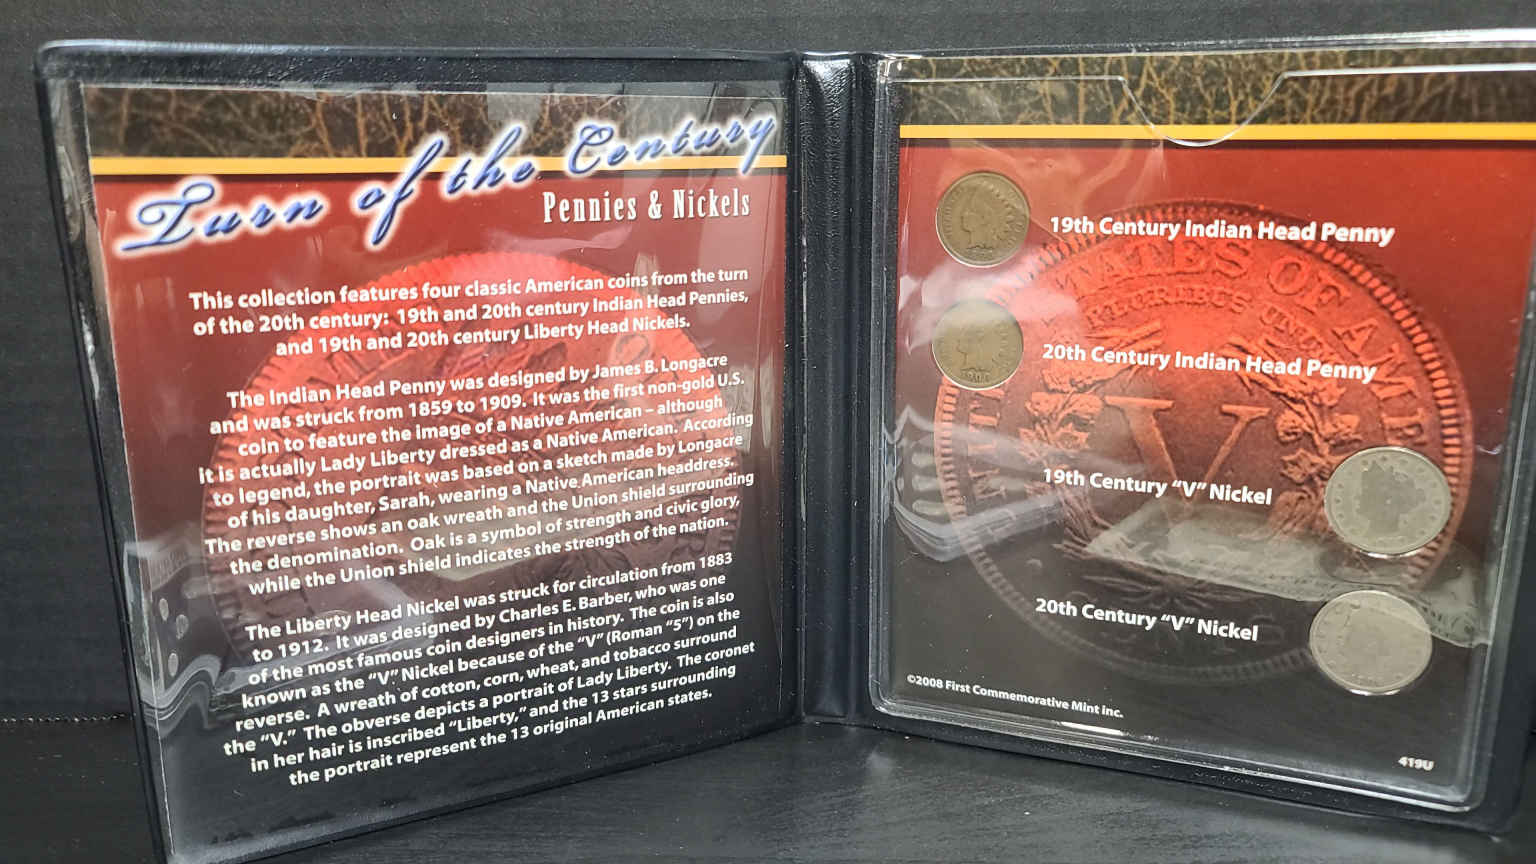 Turn of the Century
Pennies & Nickels
This collection features four classic American coins from the turn
of the 20th century: 19th and 20th century Indian Head Pennies,
and 19th and 20th century Liberty Head Nickels.
The Indian Head Penny was designed by James B. Longacre
and was struck from 1859 to 1909. It was the first non-gold U.S.
coin to feature the image of a Native American – although
it is actually Lady Liberty dressed as a Native American. According
to legend, the portrait was based on a sketch made by Longacre
of his daughter, Sarah, wearing a Native American headdress.
The reverse shows an oak wreath and the Union shield surrounding
the denomination. Oak is a symbol of strength and civic glory,
while the Union shield indicates the strength of the nation.
The Liberty Head Nickel was struck for circulation from 1883
to 1912. It was designed by Charles E. Barber, who was one
of the most famous coin designers in history. The coin is also
known as the “V” Nickel because of the “V” (Roman “5”) on the
reverse. A wreath of cotton, corn, wheat, and tobacco surround
the “V.” The obverse depicts a portrait of Lady Liberty. The coronet
in her hair is inscribed “Liberty,” and the 13 stars surrounding
the portrait represent the 13 original American states.
19th Century Indian Head Penny
20th Century Indian Head Penny
19th Century “V” Nickel
20th Century “V” Nickel
STATES OF AMER
V
©2008 First Commemorative Mint inc.
419U